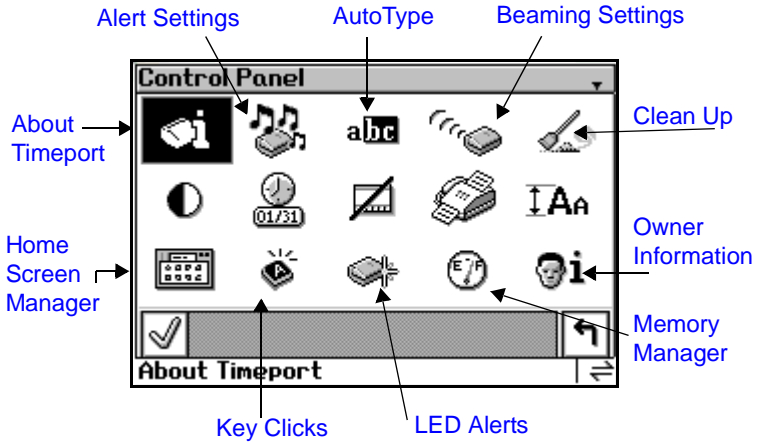 Alert Settings
AutoType
Beaming Settings
Control Panel
About
Timeport
i
abc
Clean Up
01/31
AA
Home
Screen
Manager
P
E/F
i
Owner
Information
Memory
Manager
About Timeport
Key Clicks
LED Alerts